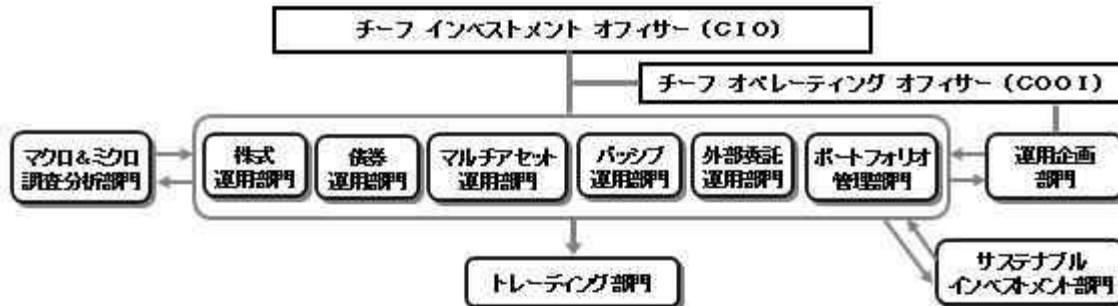 チーフ インベストメント オフィサー (CIO)
チーフ オペレーティング オフィサー (COOI)
マクロ&ミクロ
調査分析部門
株式
運用部門
債券
運用部門
マルチアセット
運用部門
パッシブ
運用部門
外部委託
運用部門
ポートフォリオ
管理部門
運用企画
部門
トレーディング部門
サステナブル
インベストメント部門